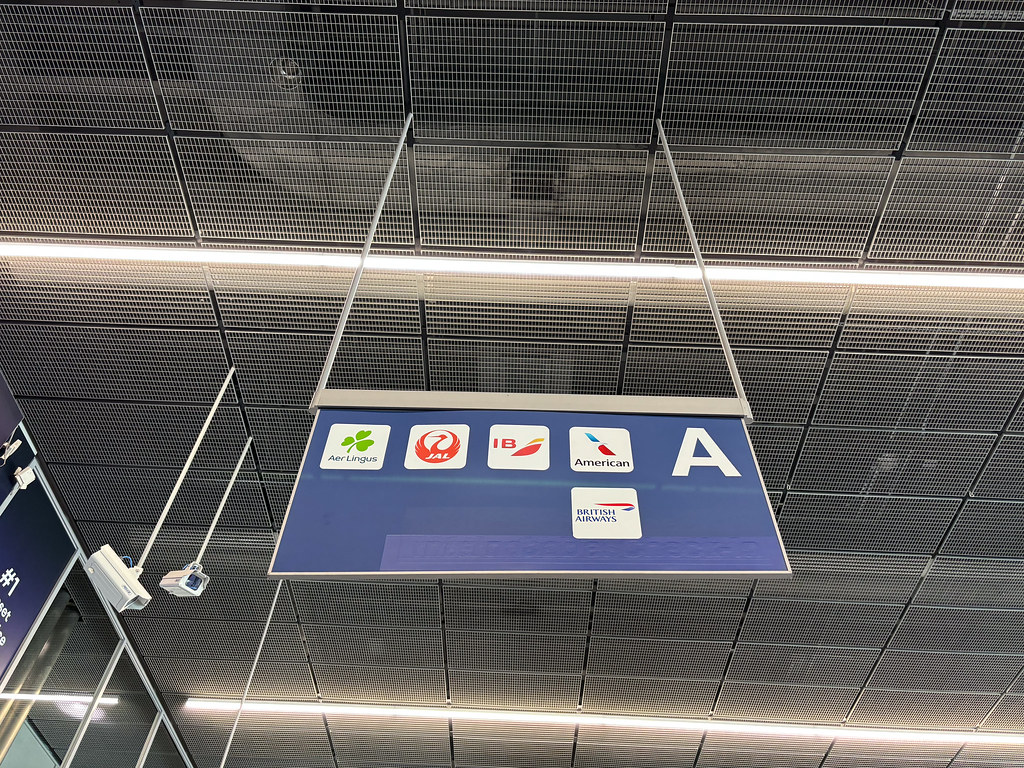 Aer Lingus
JAL
IB
American
A
BRITISH
AIRWAYS
#1